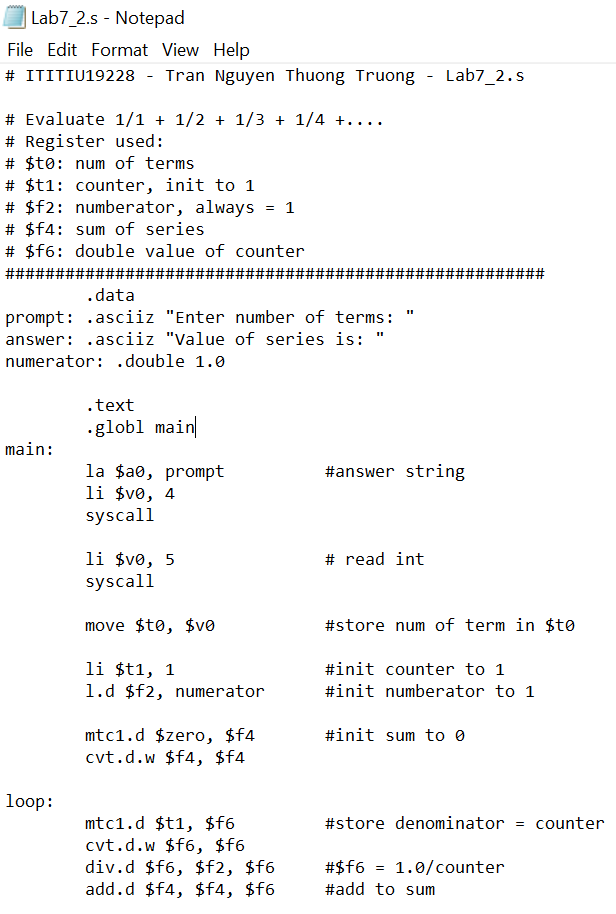 Lab7_2.s - Notepad
File Edit Format View Help
# ITITIU19228 - Tran Nguyen Thuong Truong - Lab7_2.s
# Evaluate 1/1 + 1/2 + 1/3 + 1/4 +....
# Register used:
# $t0: num of terms
# $t1: counter, init to 1
# $f2: numberator, always = 1
# $f4: sum of series
# $f6: double value of counter
######################################################
.data
prompt: .asciiz "Enter number of terms: "
answer: .asciiz "Value of series is: "
numerator: .double 1.0
.text
.globl main
main:
la $a0, prompt #answer string
li $v0, 4
syscall
li $v0, 5 # read int
syscall
move $t0, $v0 #store num of term in $t0
li $t1, 1 #init counter to 1
l.d $f2, numerator #init numberator to 1
mtc1.d $zero, $f4 #init sum to 0
cvt.d.w $f4, $f4
loop:
mtc1.d $t1, $f6 #store denominator = counter
cvt.d.w $f6, $f6
div.d $f6, $f2, $f6 #$f6 = 1.0/counter
add.d $f4, $f4, $f6 #add to sum